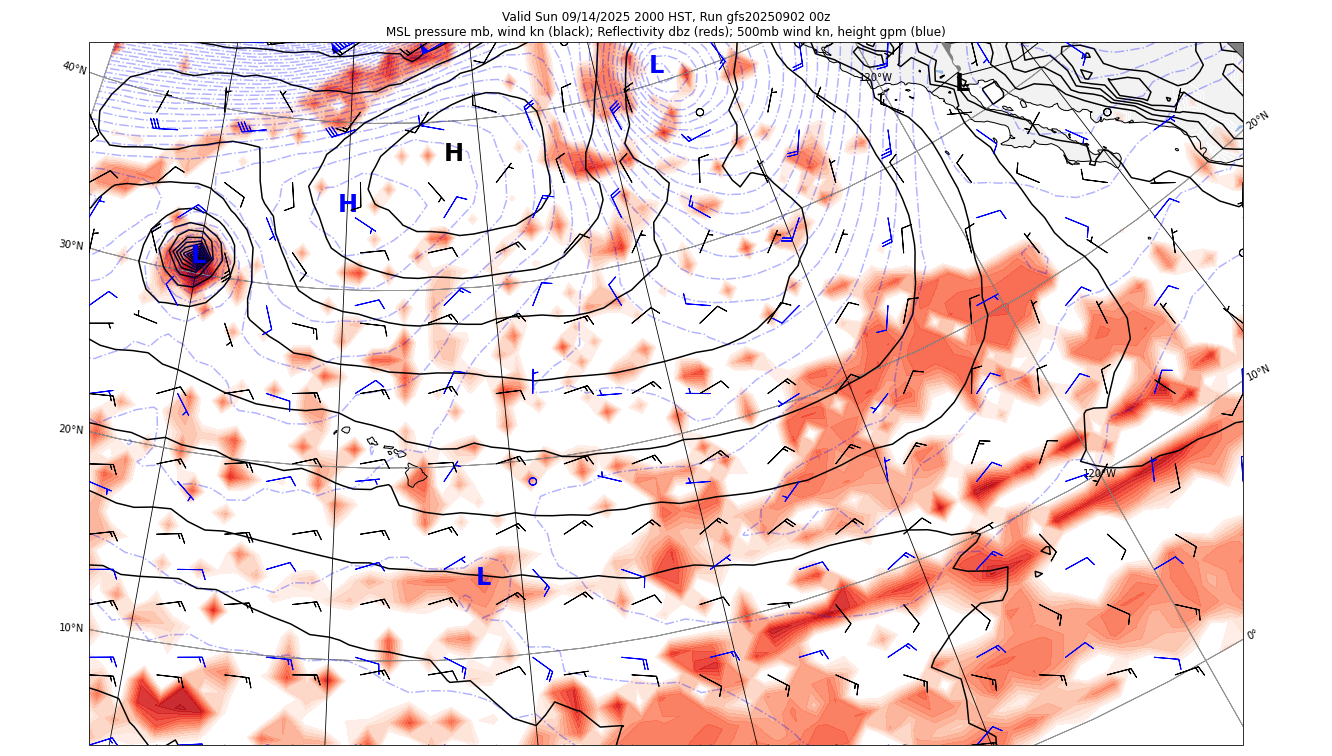 Valid Sun 09/14/2025 2000 HST, Run gfs20250902 00z
MSL pressure mb, wind kn (black); Reflectivity dbz (reds); 500mb wind kn, height gpm (blue)
40°N
L
120°W
L
20°N
H
H
30°N
L
10°N
20°N
120°W
L
10°N
0°